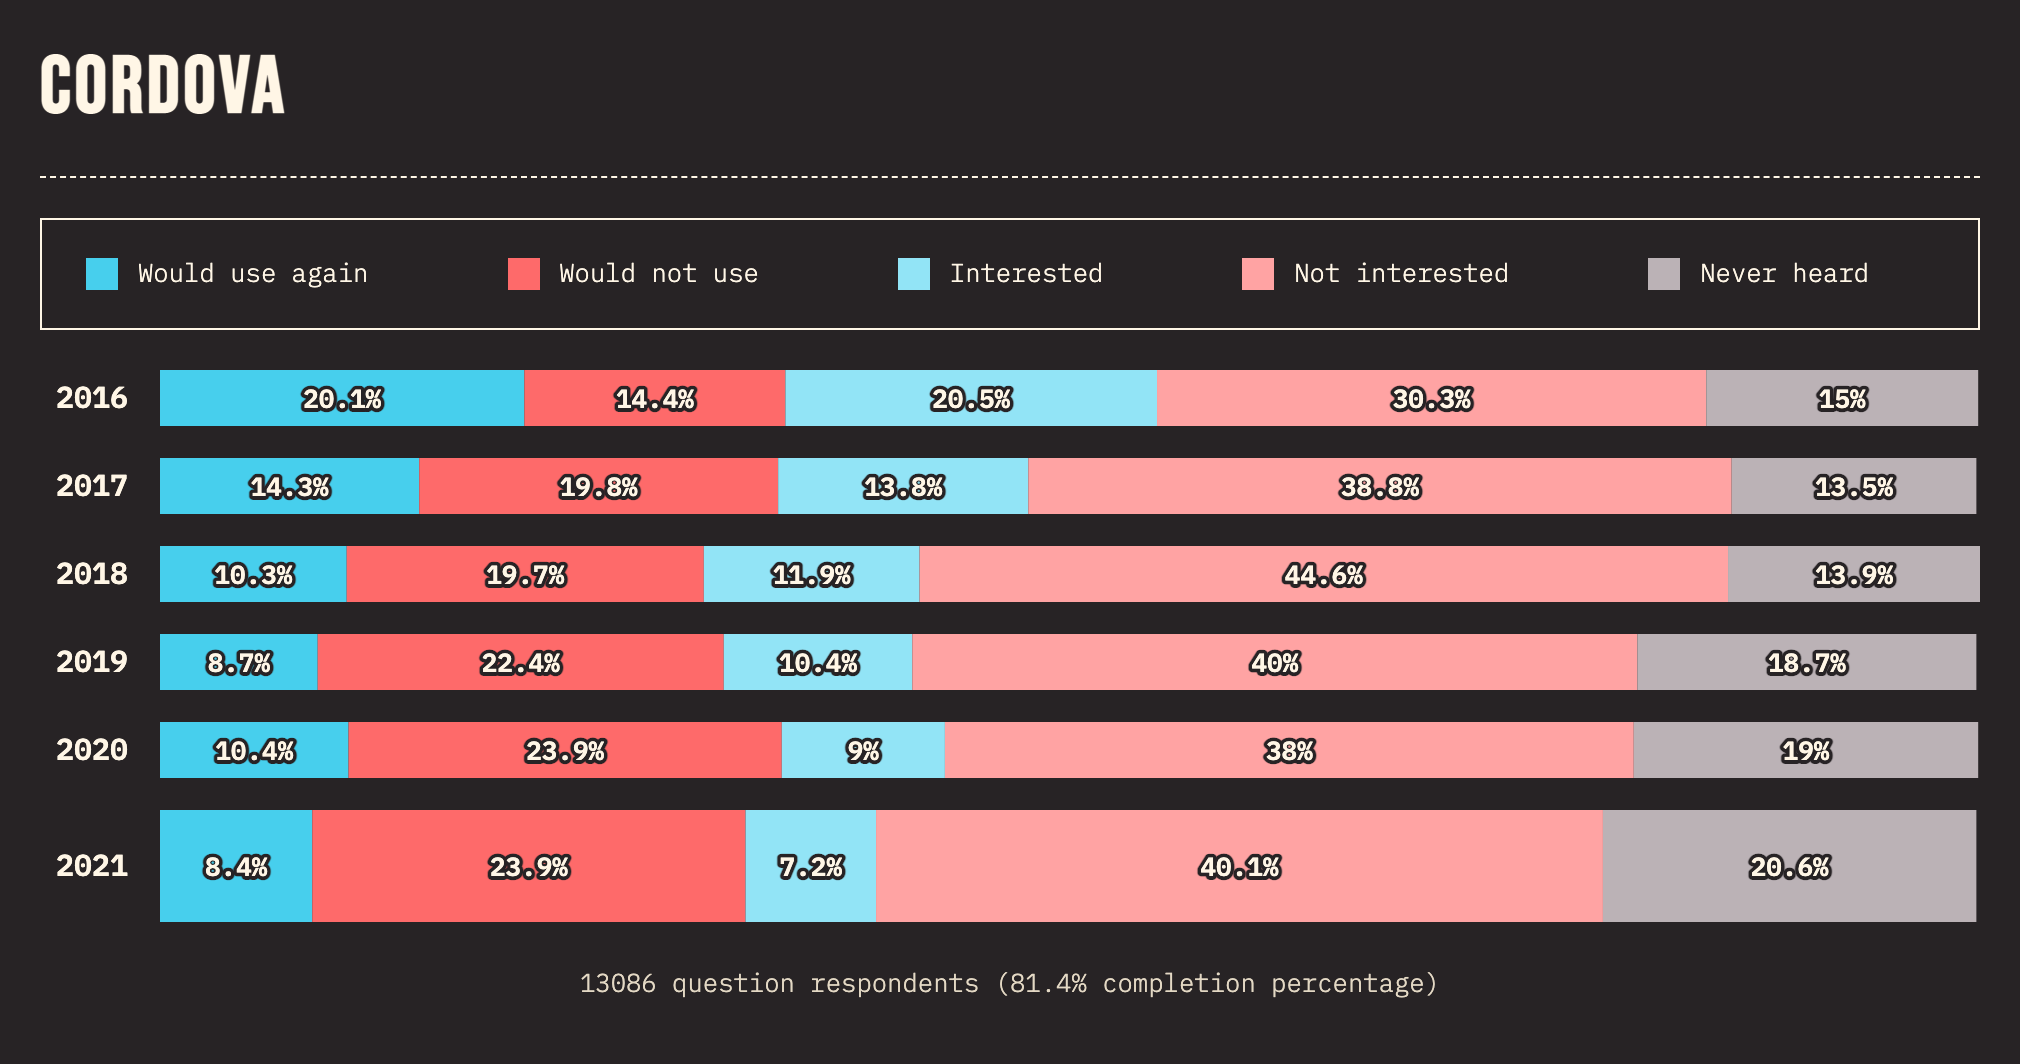 CORDOVA
Would use again Would not use Interested Not interested Never heard
2016 20.1% 14.4% 20.5% 30.3% 15%
2017 14.3% 19.8% 13.8% 38.8% 13.5%
2018 10.3% 19.7% 11.9% 44.6% 13.9%
2019 8.7% 22.4% 10.4% 40% 18.7%
2020 10.4% 23.9% 9% 38% 19%
2021 8.4% 23.9% 7.2% 40.1% 20.6%
13086 question respondents (81.4% completion percentage)